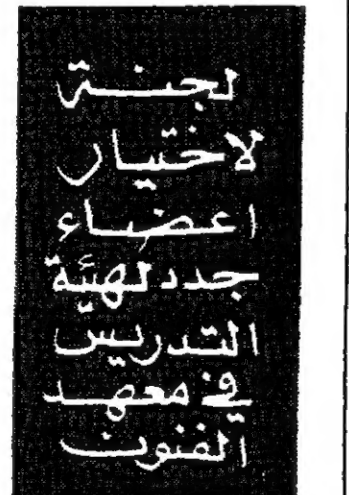 لجنة
لاختيار
اعضاء
جدد لهيئة
التدريس
في معهد
الفنون